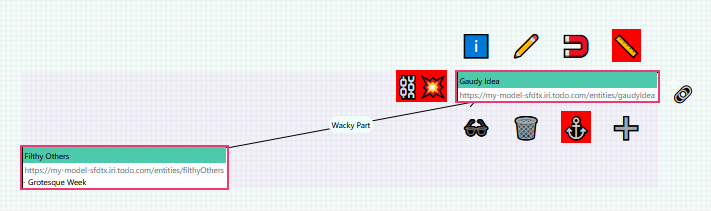 Gaudy Idea
https://my-model-sfdtx.iri.todo.com/entities/gaudyIdea
Wacky Part
Filthy Others
https://my-model-sfdtx.iri.todo.com/entities/filthyOthers
- Grotesque Week